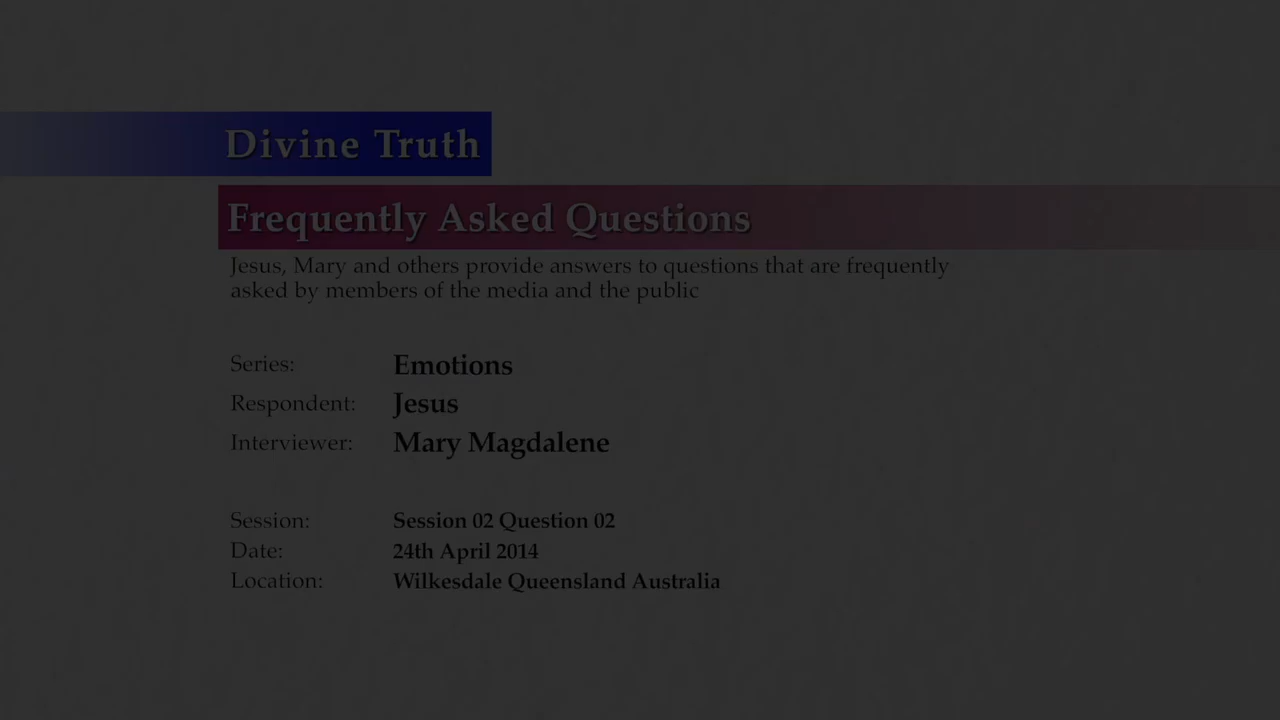 Divine Truth
Frequently Asked Questions
Jesus, Mary and others provide answers to questions that are frequently
asked by members of the media and the public
Series: Emotions
Respondent: Jesus
Interviewer: Mary Magdalene
Session: Session 02 Question 02
Date: 24th April 2014
Location: Wilkesdale Queensland Australia